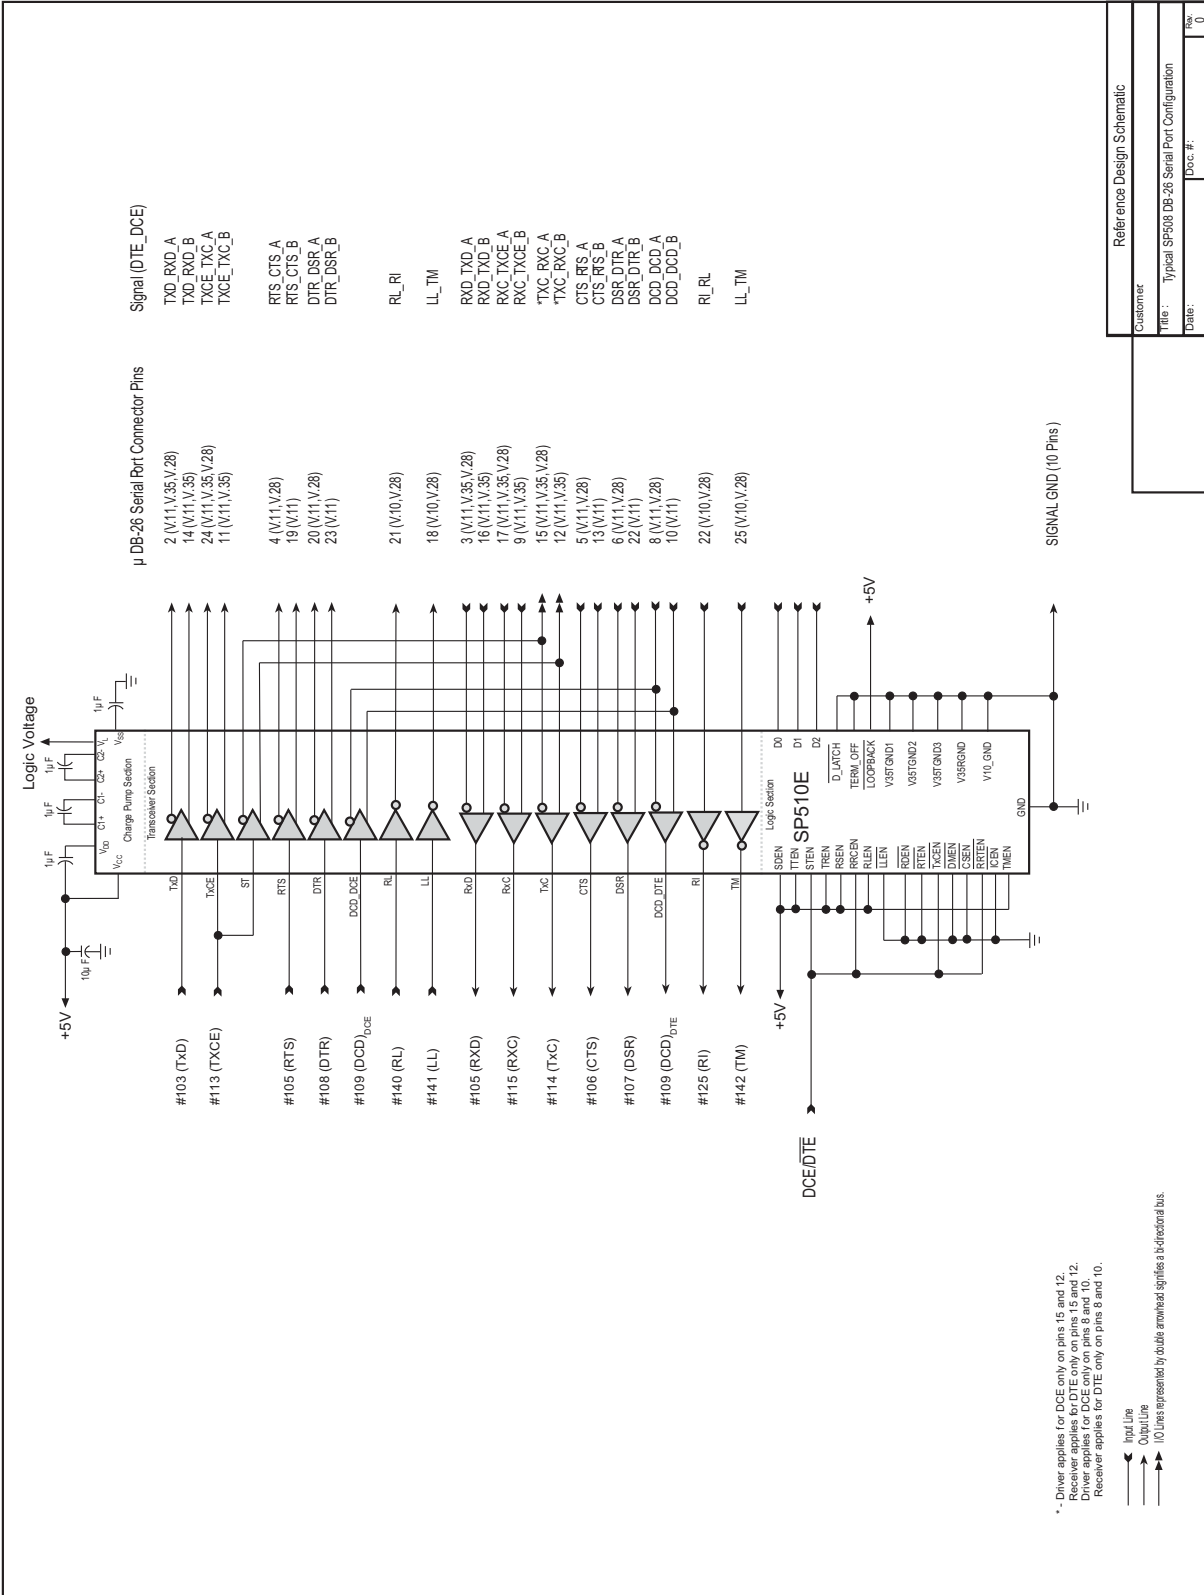 Logic Voltage
+5V
10µ F
1µ F
1µ F
1µ F
1µ F
VCC
VDD
C1+
C1-
C2+
C2-
VL
VSS
Charge Pump Section
Transceiver Section
µ DB-26 Serial Port Connector Pins
Signal (DTE_DCE)
#103 (TxD)
TxD
2 (V.11,V.35,V.28)
TXD_RXD_A
14 (V.11,V.35)
TXD_RXD_B
#113 (TXCE)
TxCE
24 (V.11,V.35,V.28)
TXCE_TXC_A
11 (V.11,V.35)
TXCE_TXC_B
ST
#105 (RTS)
RTS
4 (V.11,V.28)
RTS_CTS_A
19 (V.11)
RTS_CTS_B
#108 (DTR)
DTR
20 (V.11,V.28)
DTR_DSR_A
23 (V.11)
DTR_DSR_B
#109 (DCD)DCE
DCD_DCE
#140 (RL)
RL
21 (V.10,V.28)
RL_RI
#141 (LL)
LL
18 (V.10,V.28)
LL_TM
#105 (RXD)
RxD
3 (V.11,V.35,V.28)
RXD_TXD_A
16 (V.11,V.35)
RXD_TXD_B
#115 (RXC)
RxC
17 (V.11,V.35,V.28)
RXC_TXCE_A
9 (V.11,V.35)
RXC_TXCE_B
#114 (TxC)
TxC
15 (V.11,V.35,V.28)
*TXC_RXC_A
12 (V.11,V.35)
*TXC_RXC_B
#106 (CTS)
CTS
5 (V.11,V.28)
CTS_RTS_A
13 (V.11)
CTS_RTS_B
#107 (DSR)
DSR
6 (V.11,V.28)
DSR_DTR_A
22 (V.11)
DSR_DTR_B
#109 (DCD)DTE
DCD_DTE
8 (V.11,V.28)
DCD_DCD_A
10 (V.11)
DCD_DCD_B
#125 (RI)
RI
22 (V.10,V.28)
RI_RL
#142 (TM)
TM
25 (V.10,V.28)
LL_TM
Logic Section
SP510E
+5V
DCE/DTE
SDEN
TTEN
STEN
TREN
RSEN
RRCEN
RLEN
LLEN
RDEN
RTEN
TxCEN
DMEN
CSEN
RRTEN
ICEN
TMEN
D0
D1
D2
D_LATCH
TERM_OFF
LOOPBACK
V35TGND1
V35TGND2
V35TGND3
V35RGND
V10_GND
GND
+5V
SIGNAL GND (10 Pins )
* - Driver applies for DCE only on pins 15 and 12.
Receiver applies for DTE only on pins 15 and 12.
Driver applies for DCE only on pins 8 and 10.
Receiver applies for DTE only on pins 8 and 10.
Input Line
Output Line
I/O Lines represented by double arrowhead signifies a bi-directional bus.
Reference Design Schematic
Customer
Title : Typical SP508 DB-26 Serial Port Configuration
Date:
Doc. #:
Rev.
0